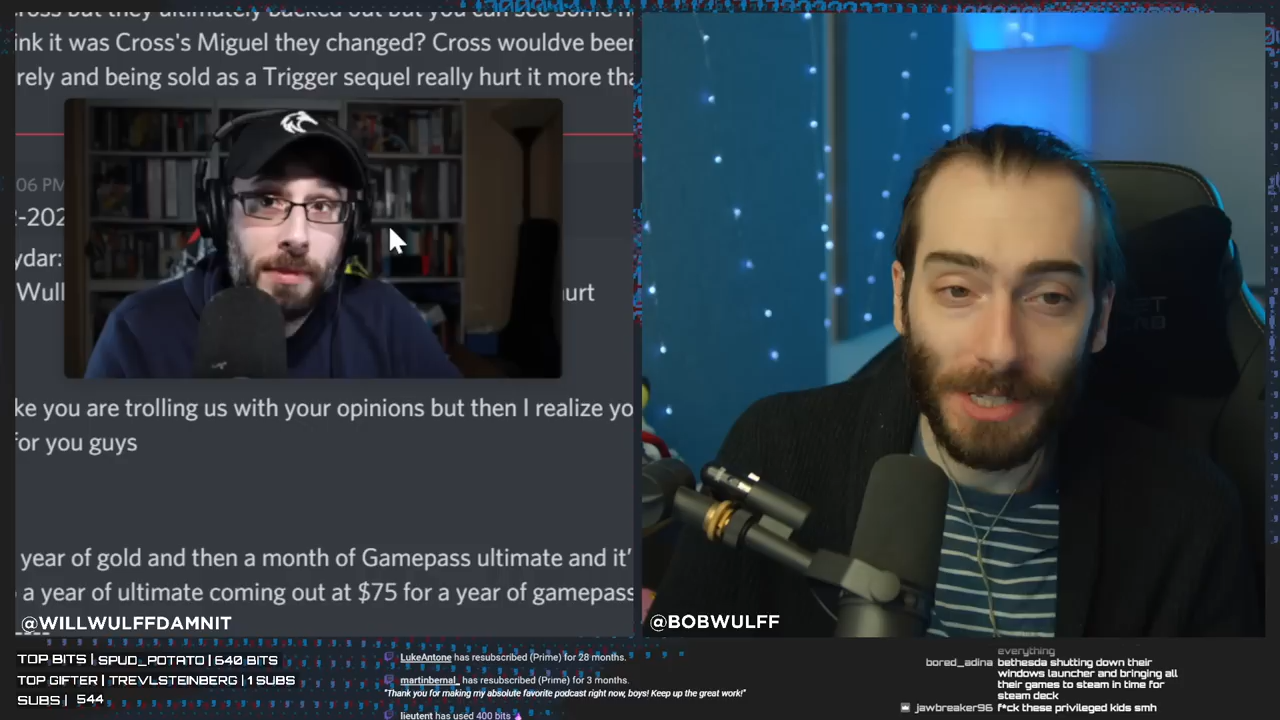 ross but they ultimately backed out but you can see some
ink it was Cross's Miguel they changed? Cross wouldve been
rely and being sold as a Trigger sequel really hurt it more tha
06 PM
2-202
ydar:
Wull
hurt
ke you are trolling us with your opinions but then I realize yo
for you guys
year of gold and then a month of Gamepass ultimate and it'
a year of ultimate coming out at $75 for a year of gamepass
@WILLWULFFDAMNIT
@BOBWULFF
TOP BITS | SPUD_POTATO | 640 BITS
TOP GIFTER | TREVLSTEINBERG | 1 SUBS
SUBS | 544
LukeAntone has resubscribed (Prime) for 28 months.
martinbernal_ has resubscribed (Prime) for 3 months.
"Thank you for making my absolute favorite podcast right now, boys! Keep up the great work!"
lieutent has used 400 bits
everything
bored_adina bethesda shutting down their
windows launcher and bringing all
their games to steam in time for
steam deck
jawbreaker96 f*ck these privileged kids smh